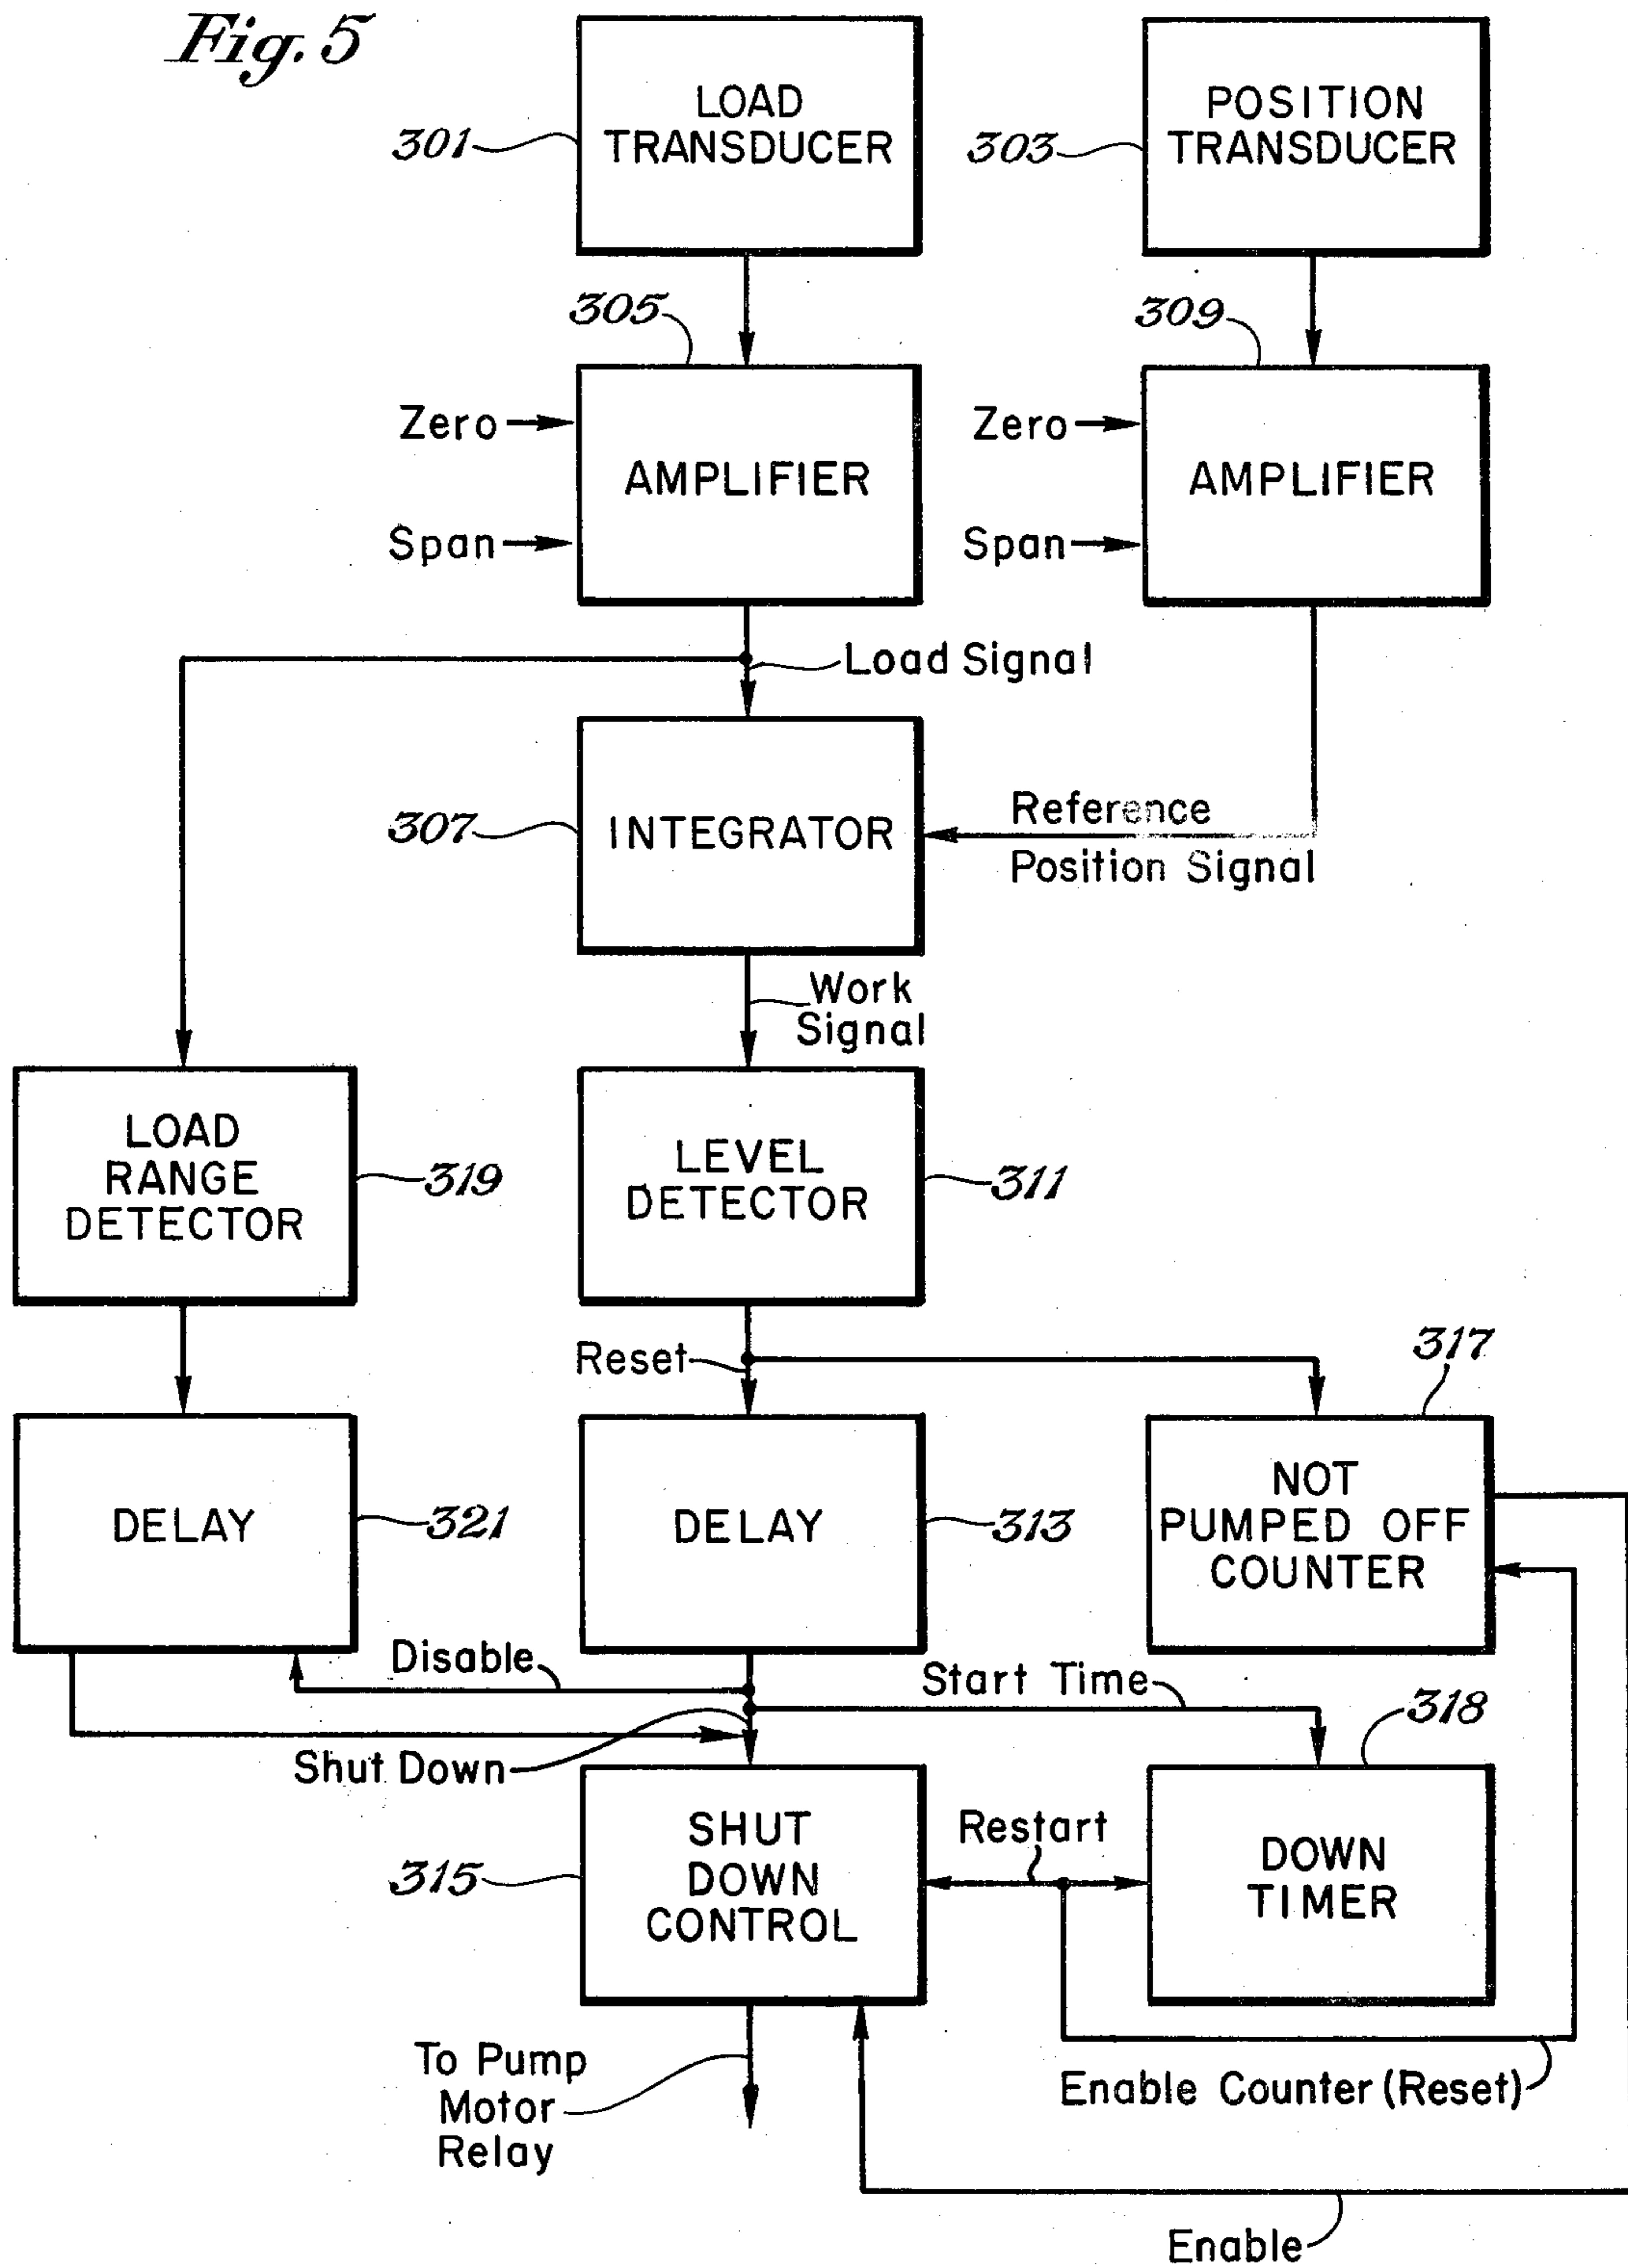 Fig. 5
LOAD
TRANSDUCER
301
POSITION
TRANSDUCER
303
305
Zero
Span
AMPLIFIER
309
Zero
Span
AMPLIFIER
Load Signal
307
INTEGRATOR
Reference
Position Signal
Work
Signal
LOAD
RANGE
DETECTOR
319
LEVEL
DETECTOR
311
Reset
317
DELAY
321
DELAY
313
NOT
PUMPED OFF
COUNTER
Disable
Start Time
318
Shut Down
315
SHUT
DOWN
CONTROL
Restart
DOWN
TIMER
To Pump
Motor
Relay
Enable Counter (Reset)
Enable